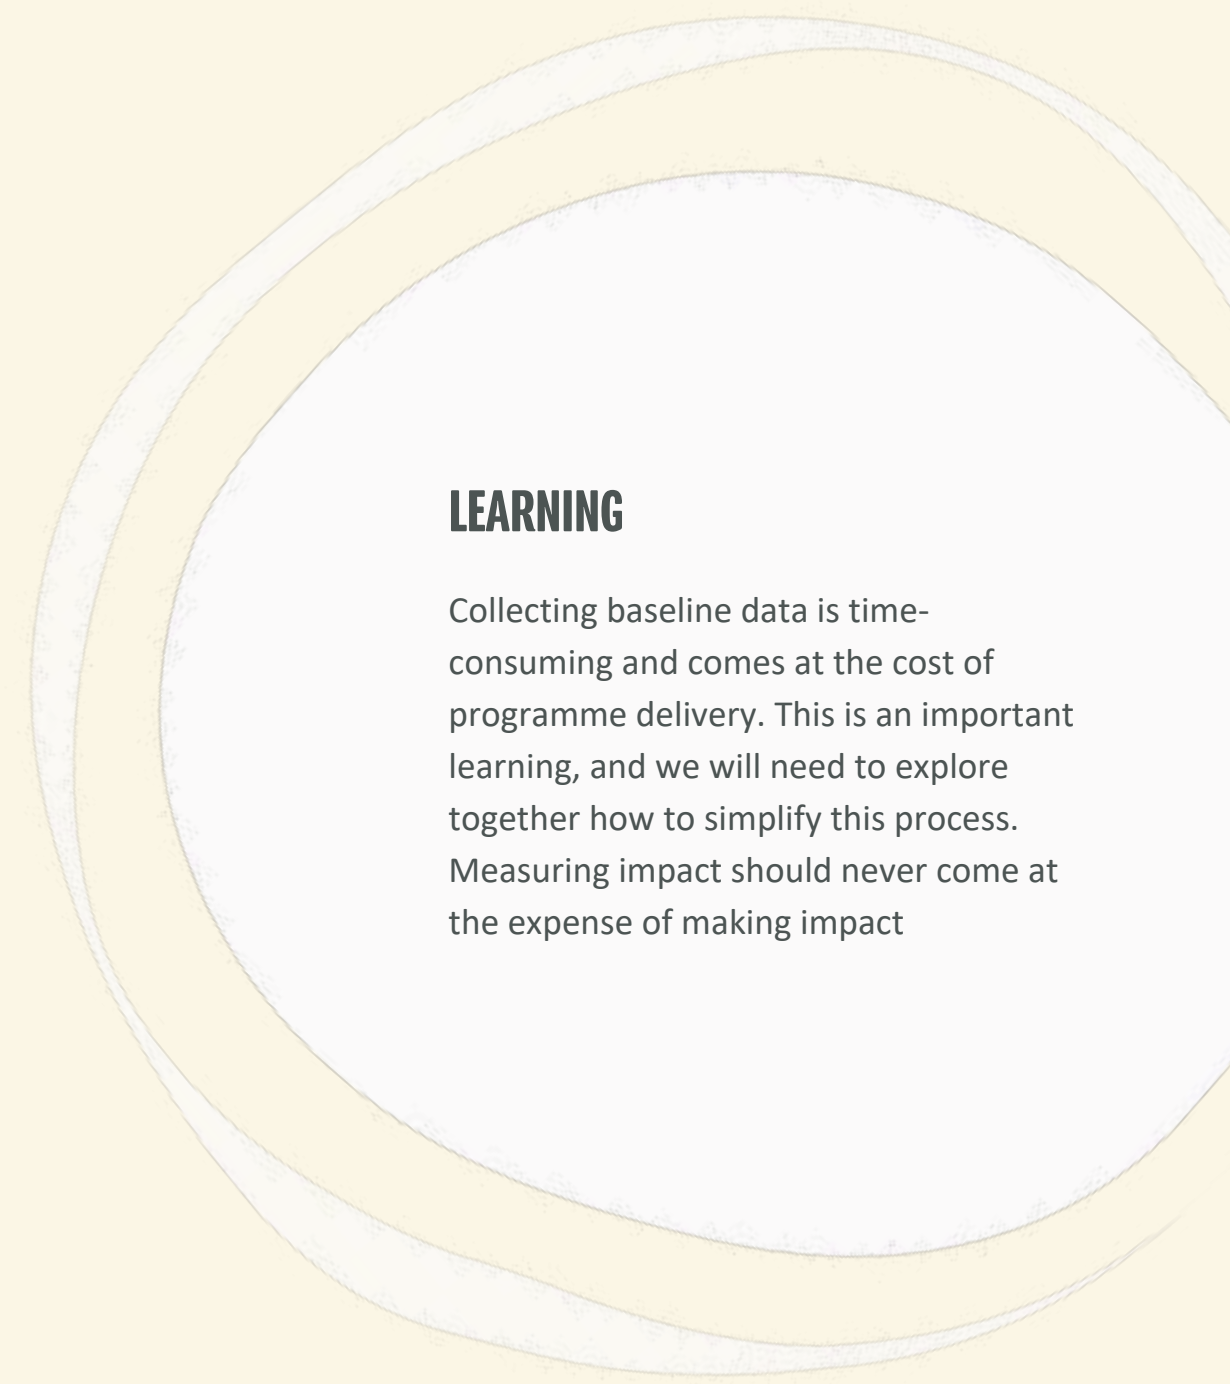 LEARNING
Collecting baseline data is time-
consuming and comes at the cost of
programme delivery. This is an important
learning, and we will need to explore
together how to simplify this process.
Measuring impact should never come at
the expense of making impact